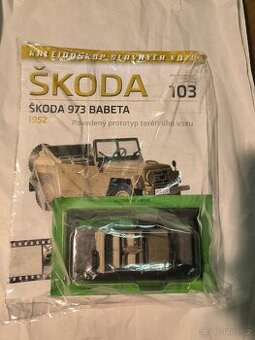 KALEIDOSKOP SLAVNÝCH VOZŮ
ŠKODA
103
ŠKODA 973 BABETA
1952
Povedený prototyp terénního vozu